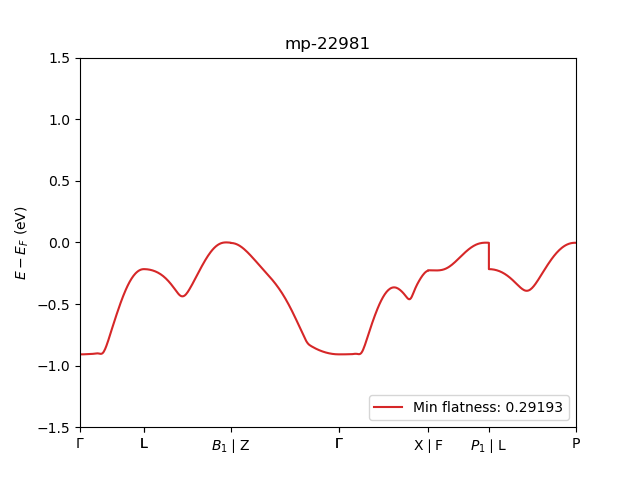 mp-22981
1.5
1.0
0.5
0.0
−0.5
−1.0
−1.5
E − E_F (eV)
Min flatness: 0.29193
Γ L B₁ | Z Γ X | F P₁ | L P